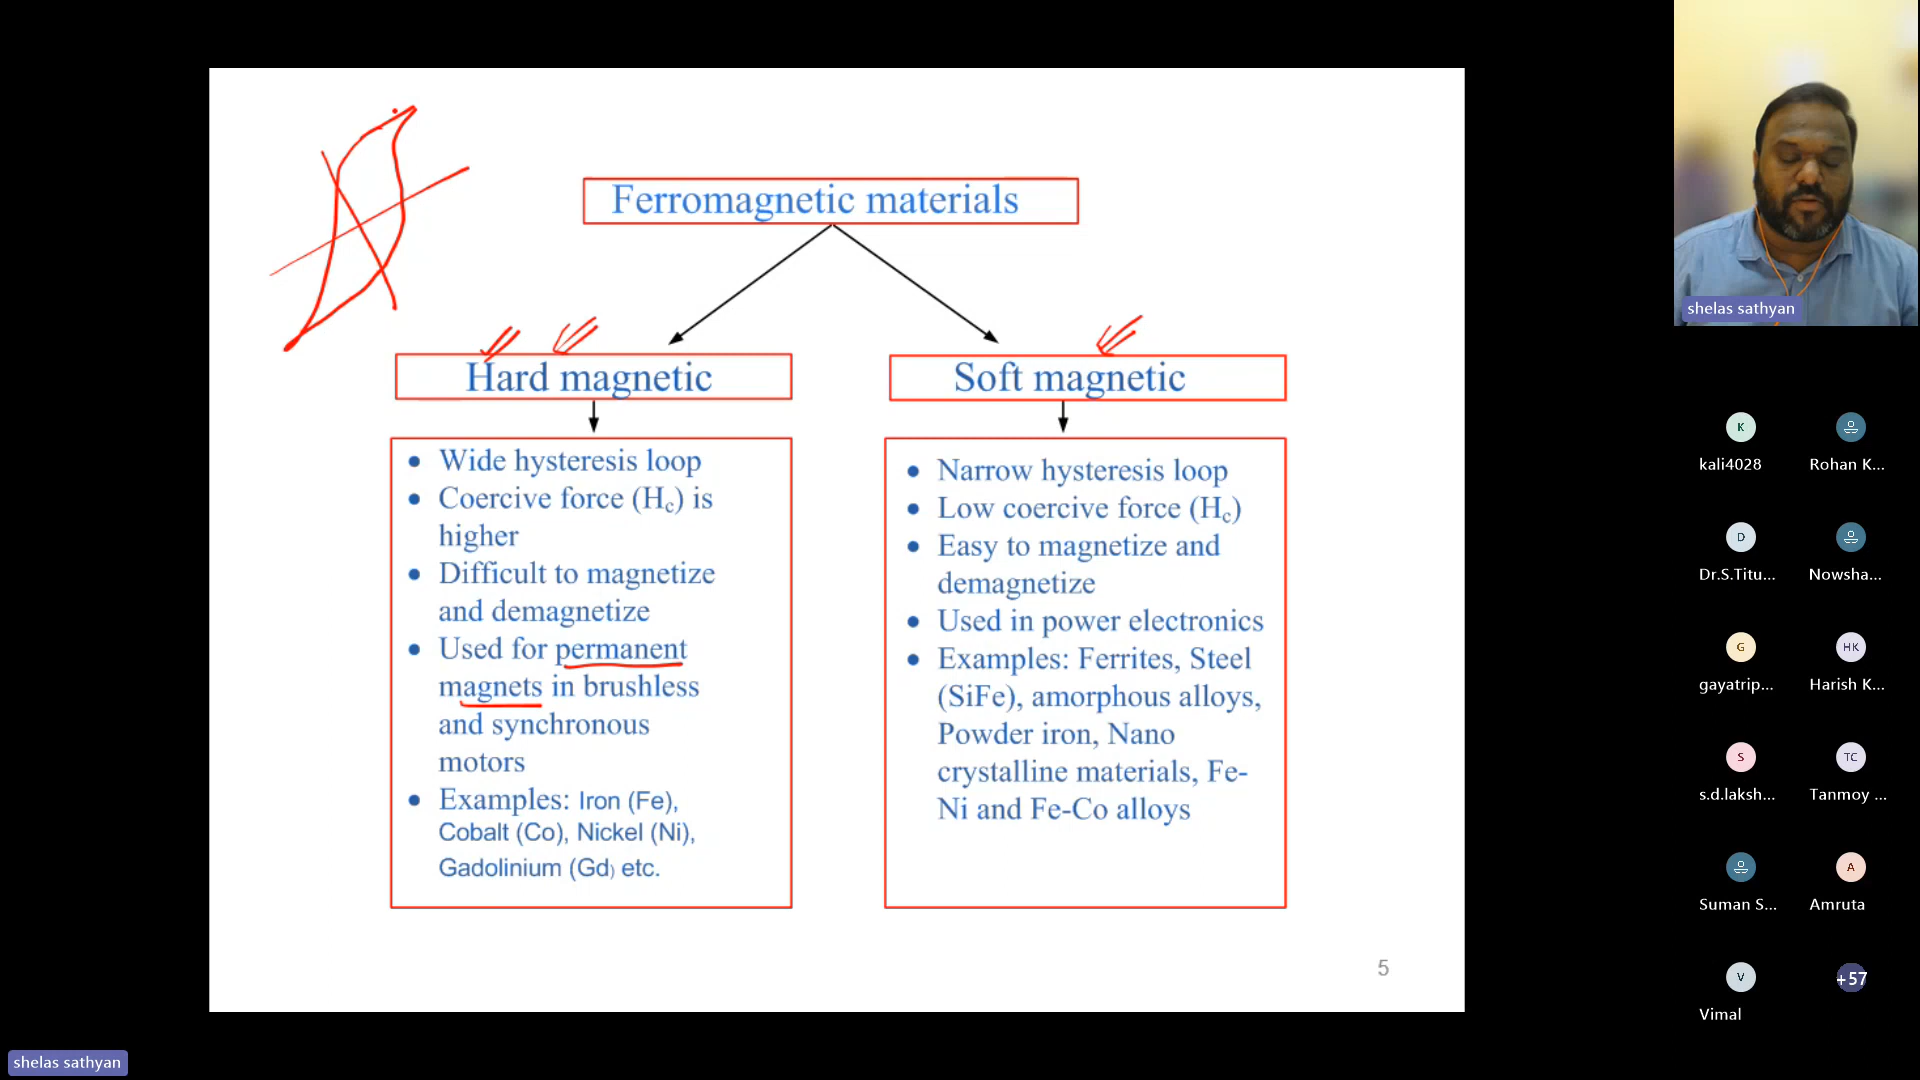 Ferromagnetic materials
Hard magnetic
• Wide hysteresis loop
• Coercive force (Hc) is
higher
• Difficult to magnetize
and demagnetize
• Used for permanent
magnets in brushless
and synchronous
motors
• Examples: Iron (Fe),
Cobalt (Co), Nickel (Ni),
Gadolinium (Gd) etc.
Soft magnetic
• Narrow hysteresis loop
• Low coercive force (Hc)
• Easy to magnetize and
demagnetize
• Used in power electronics
• Examples: Ferrites, Steel
(SiFe), amorphous alloys,
Powder iron, Nano
crystalline materials, Fe-
Ni and Fe-Co alloys
5
shelas sathyan
K
kali4028
Rohan K...
D
Dr.S.Titu...
Nowsha...
G
gayatrip...
HK
Harish K...
S
s.d.laksh...
TC
Tanmoy ...
Suman S...
A
Amruta
V
Vimal
+57
shelas sathyan